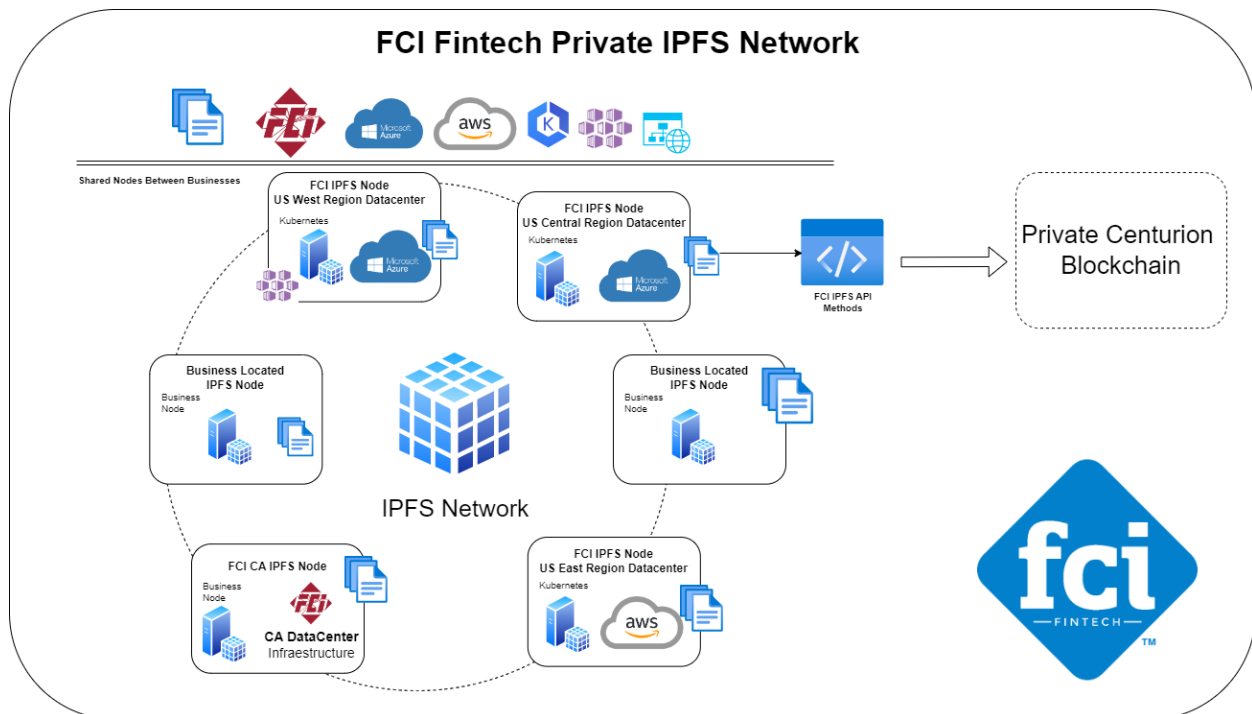 FCI Fintech Private IPFS Network
FCI
Microsoft
Azure
aws
K
Shared Nodes Between Businesses
FCI IPFS Node
US West Region Datacenter
Kubernetes
Microsoft
Azure
FCI IPFS Node
US Central Region Datacenter
Kubernetes
Microsoft
Azure
FCI IPFS API
Methods
Private Centurion
Blockchain
Business Located
IPFS Node
Business
Node
IPFS Network
Business Located
IPFS Node
Business
Node
FCI CA IPFS Node
Business
Node
FCI
CA DataCenter
Infraestructure
FCI IPFS Node
US East Region Datacenter
Kubernetes
aws
fci
FINTECH
TM